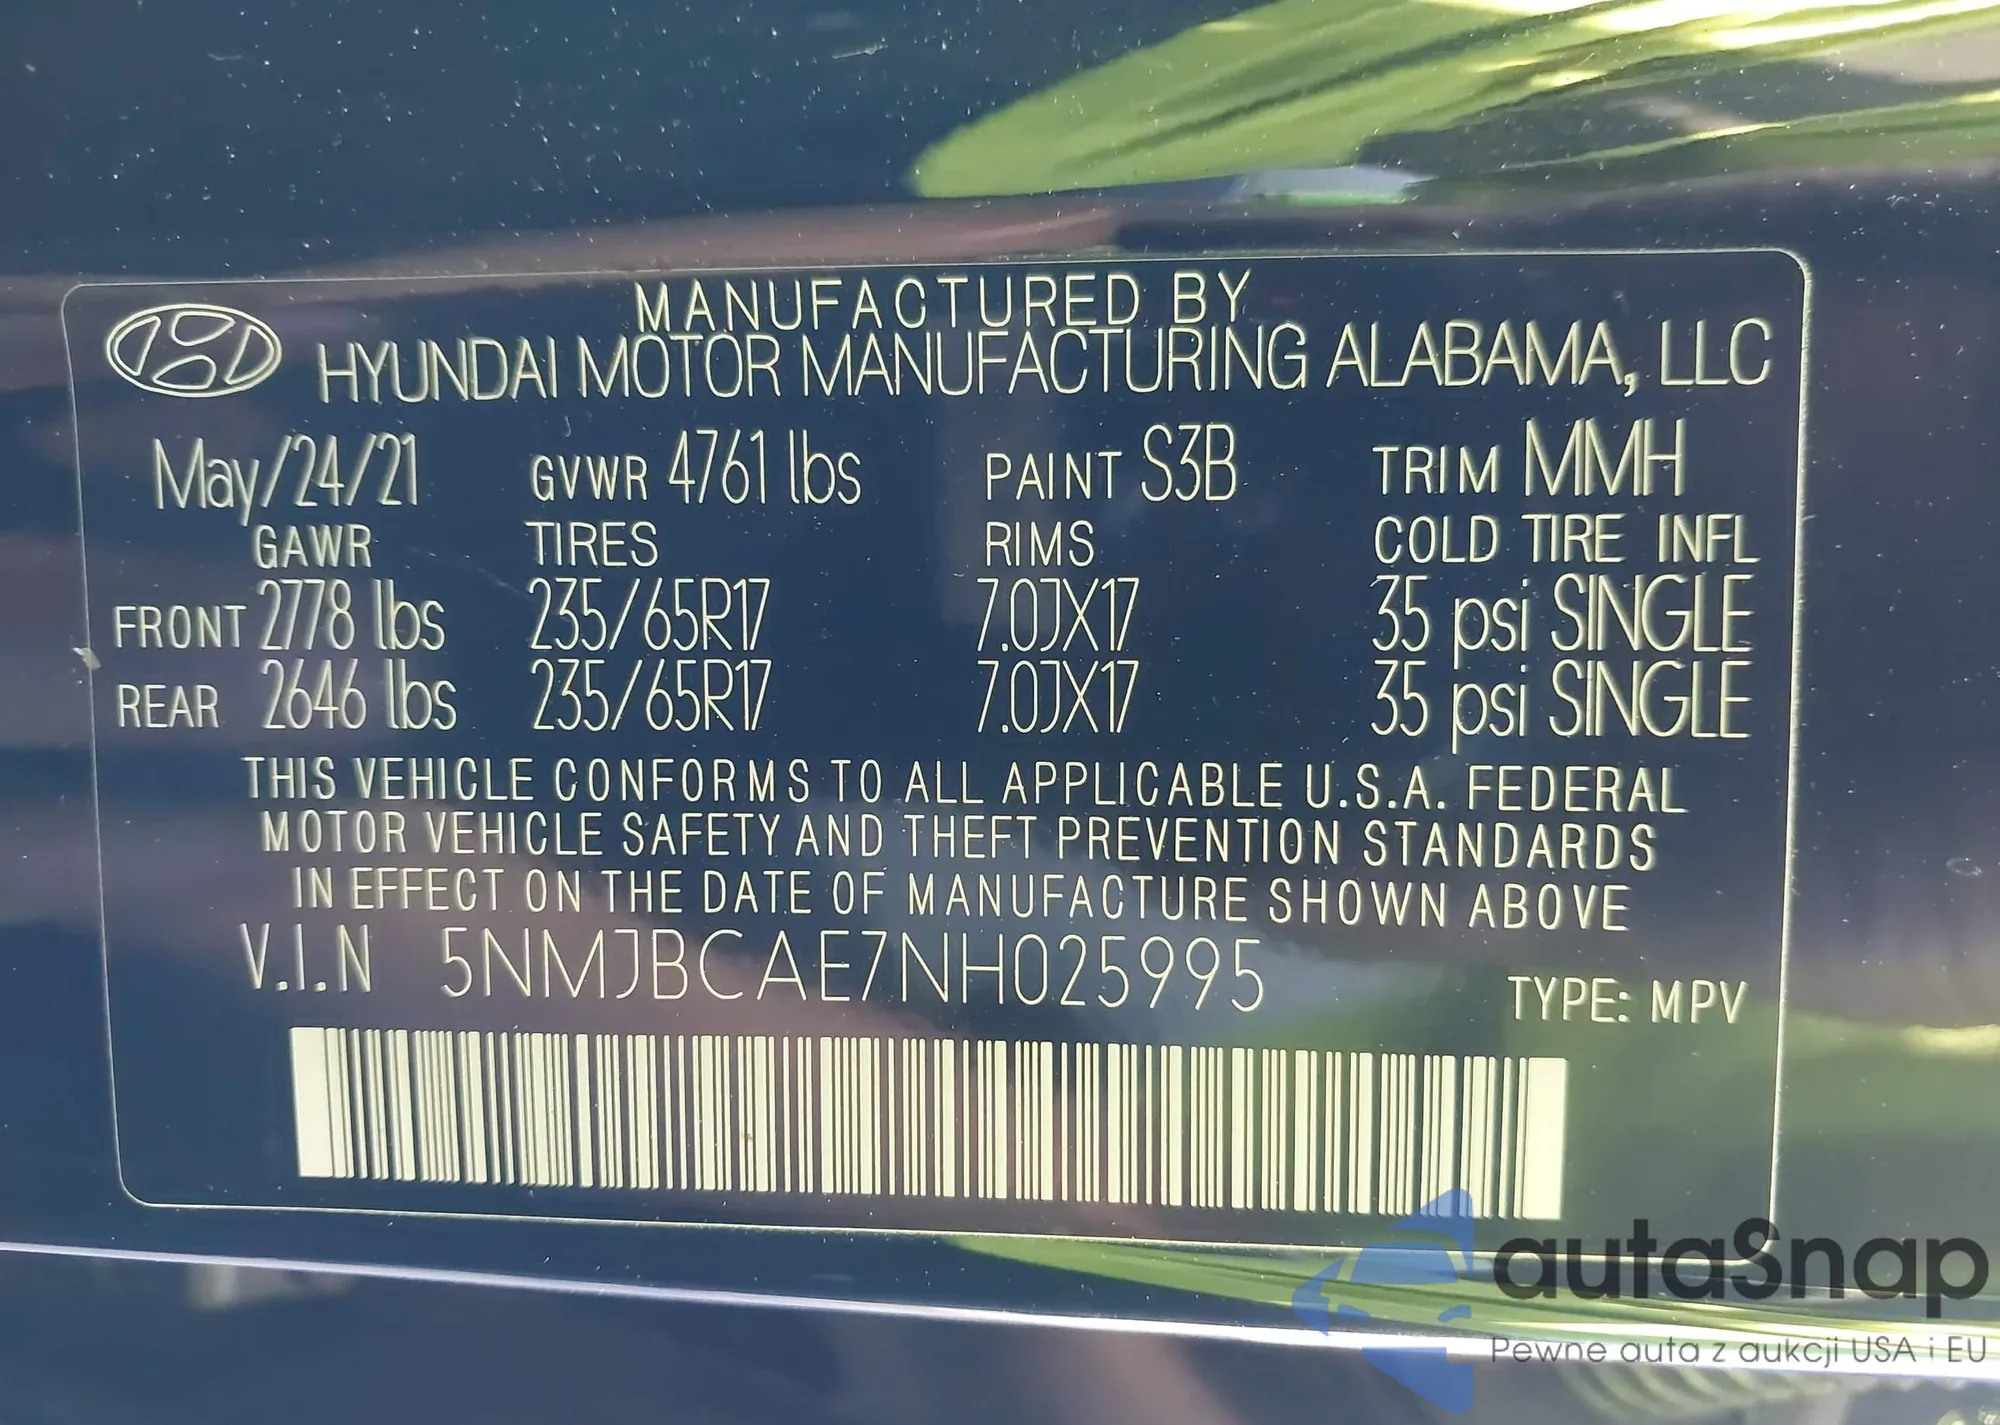 MANUFACTURED BY
HYUNDAI MOTOR MANUFACTURING ALABAMA, LLC
May/24/21 GVWR 4761 lbs PAINT S3B TRIM MMH
GAWR TIRES RIMS COLD TIRE INFL
FRONT 2778 lbs 235/65R17 7.0JX17 35 psi SINGLE
REAR 2646 lbs 235/65R17 7.0JX17 35 psi SINGLE
THIS VEHICLE CONFORMS TO ALL APPLICABLE U.S.A. FEDERAL
MOTOR VEHICLE SAFETY AND THEFT PREVENTION STANDARDS
IN EFFECT ON THE DATE OF MANUFACTURE SHOWN ABOVE
V.I.N 5NMJBCAE7NH025995
TYPE: MPV
autaSnap
Pewne auta z aukcji USA i EU